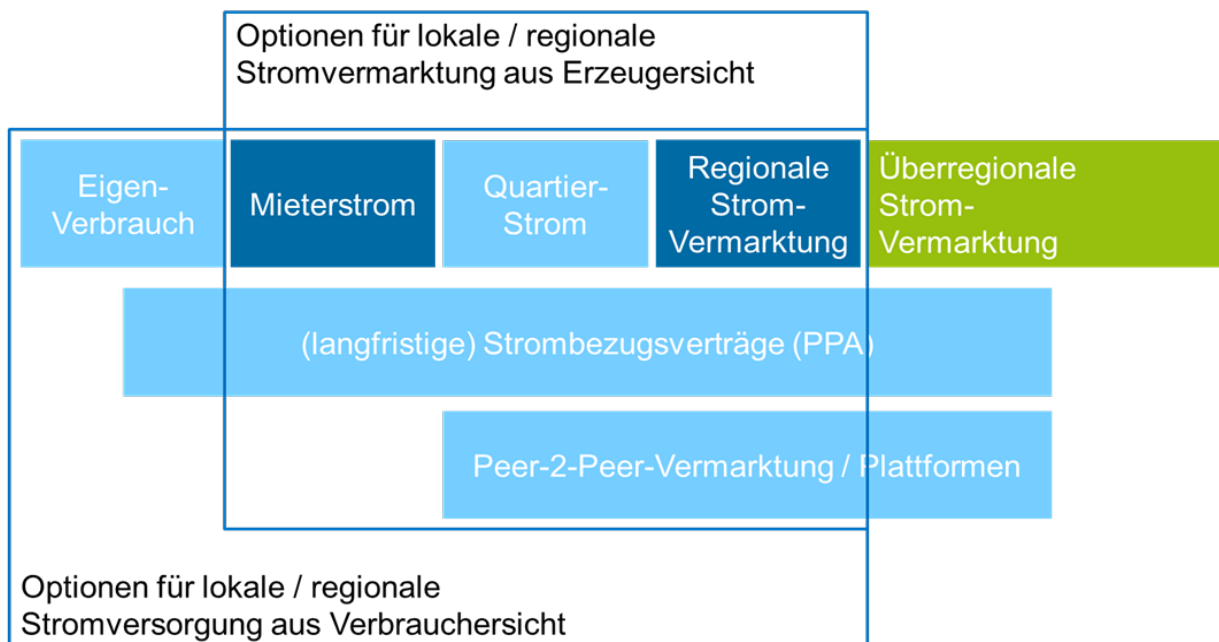 Optionen für lokale / regionale
Stromvermarktung aus Erzeugersicht
Eigen-
Verbrauch
Mieterstrom
Quartier-
Strom
Regionale
Strom-
Vermarktung
Überregionale
Strom-
Vermarktung
(langfristige) Strombezugsverträge (PPA)
Peer-2-Peer-Vermarktung / Plattformen
Optionen für lokale / regionale
Stromversorgung aus Verbrauchersicht